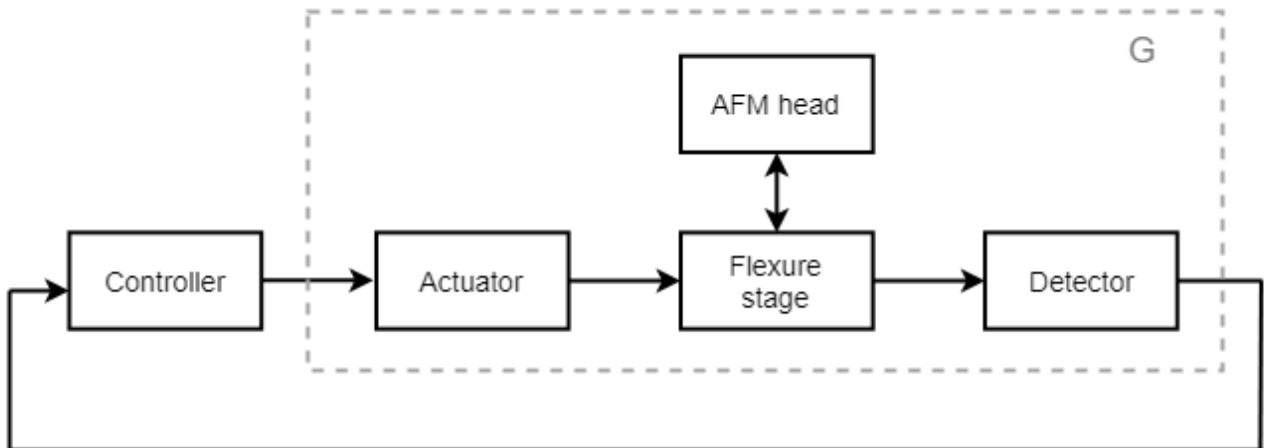 G
AFM head
Controller
Actuator
Flexure
stage
Detector